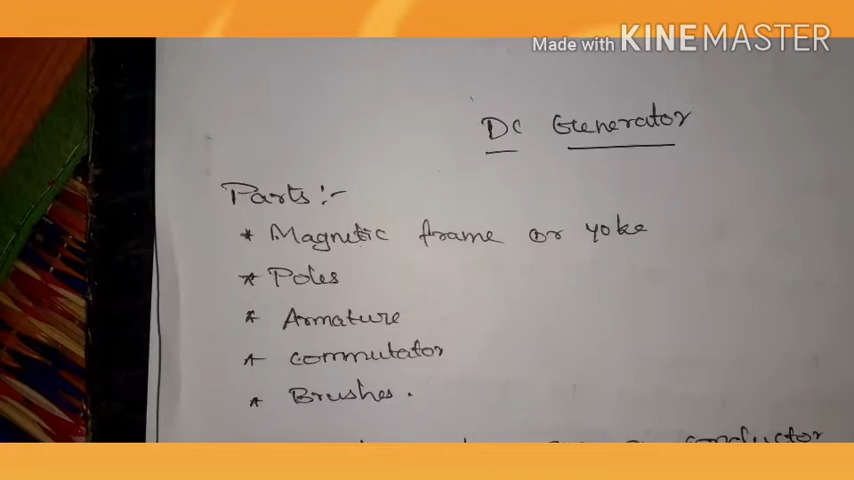 Made with KINEMASTER
DC Generator
Parts :-
* Magnetic frame or yoke
* Poles
* Armature
* Commutator
* Brushes.
conductor